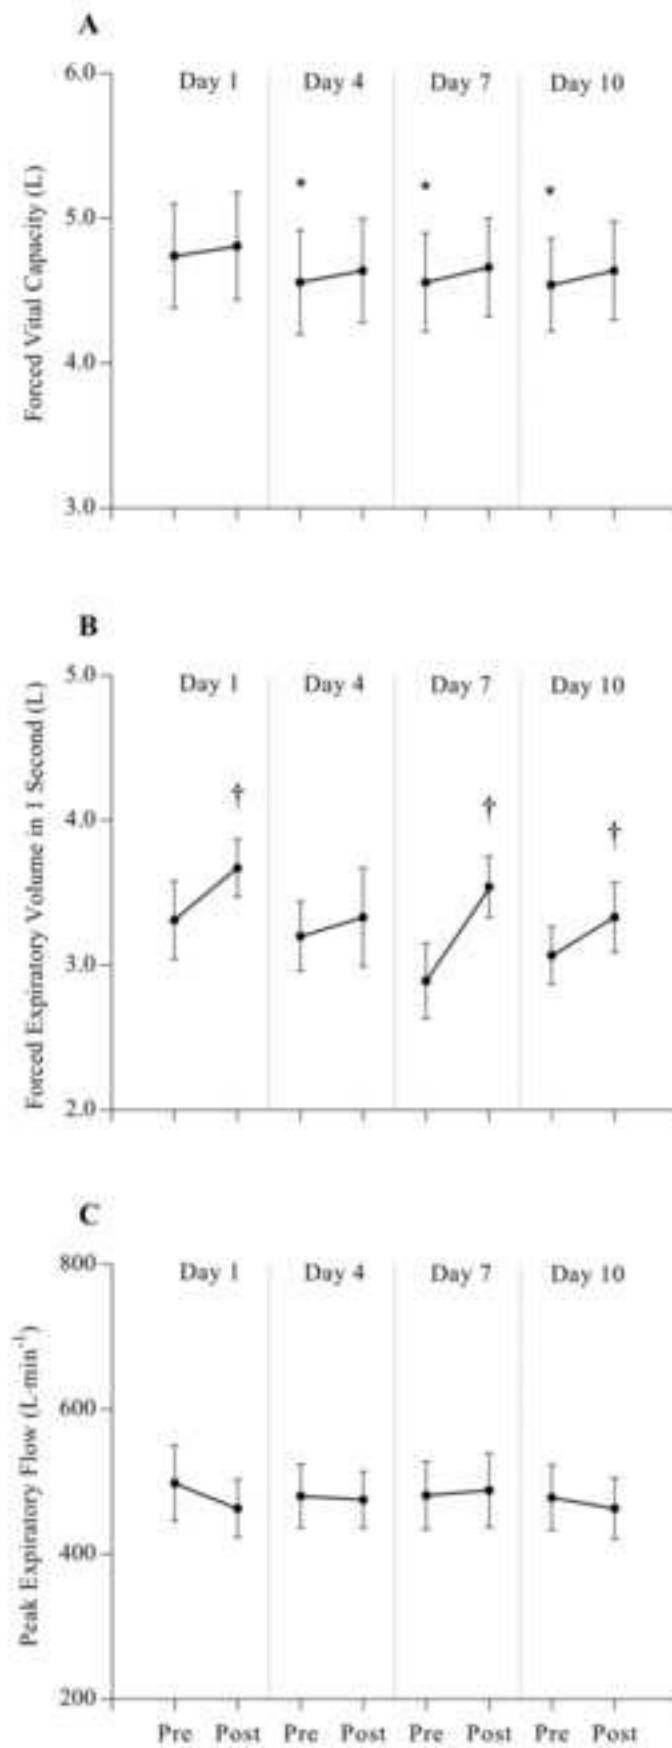 A
Forced Vital Capacity (L)
6.0
5.0
4.0
3.0
Day 1 Day 4 Day 7 Day 10
* * *
B
Forced Expiratory Volume in 1 Second (L)
5.0
4.0
3.0
2.0
Day 1 Day 4 Day 7 Day 10
† † †
C
Peak Expiratory Flow (L·min⁻¹)
800
600
400
200
Day 1 Day 4 Day 7 Day 10
Pre Post Pre Post Pre Post Pre Post